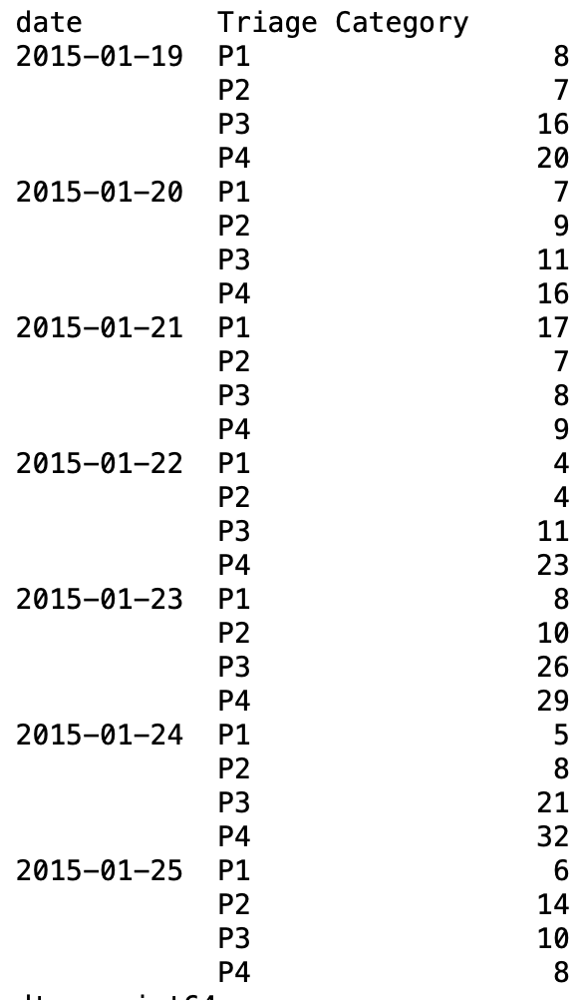 date        Triage Category
2015-01-19  P1                  8
            P2                  7
            P3                 16
            P4                 20
2015-01-20  P1                  7
            P2                  9
            P3                 11
            P4                 16
2015-01-21  P1                 17
            P2                  7
            P3                  8
            P4                  9
2015-01-22  P1                  4
            P2                  4
            P3                 11
            P4                 23
2015-01-23  P1                  8
            P2                 10
            P3                 26
            P4                 29
2015-01-24  P1                  5
            P2                  8
            P3                 21
            P4                 32
2015-01-25  P1                  6
            P2                 14
            P3                 10
            P4                  8